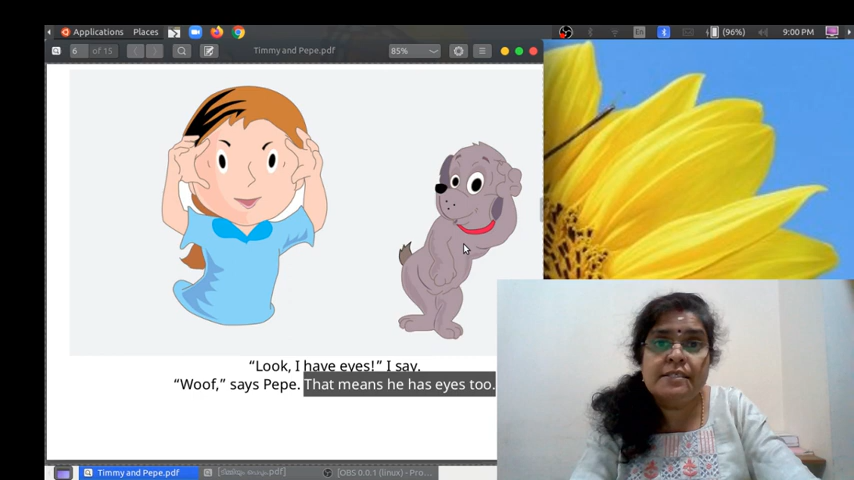 Applications Places En (96%) 9:00 PM
6 of 15 Timmy and Pepe.pdf 85%
“Look, I have eyes!” I say.
“Woof,” says Pepe. That means he has eyes too.
Timmy and Pepe.pdf [OBS 0.0.1 (linux) - Pro...